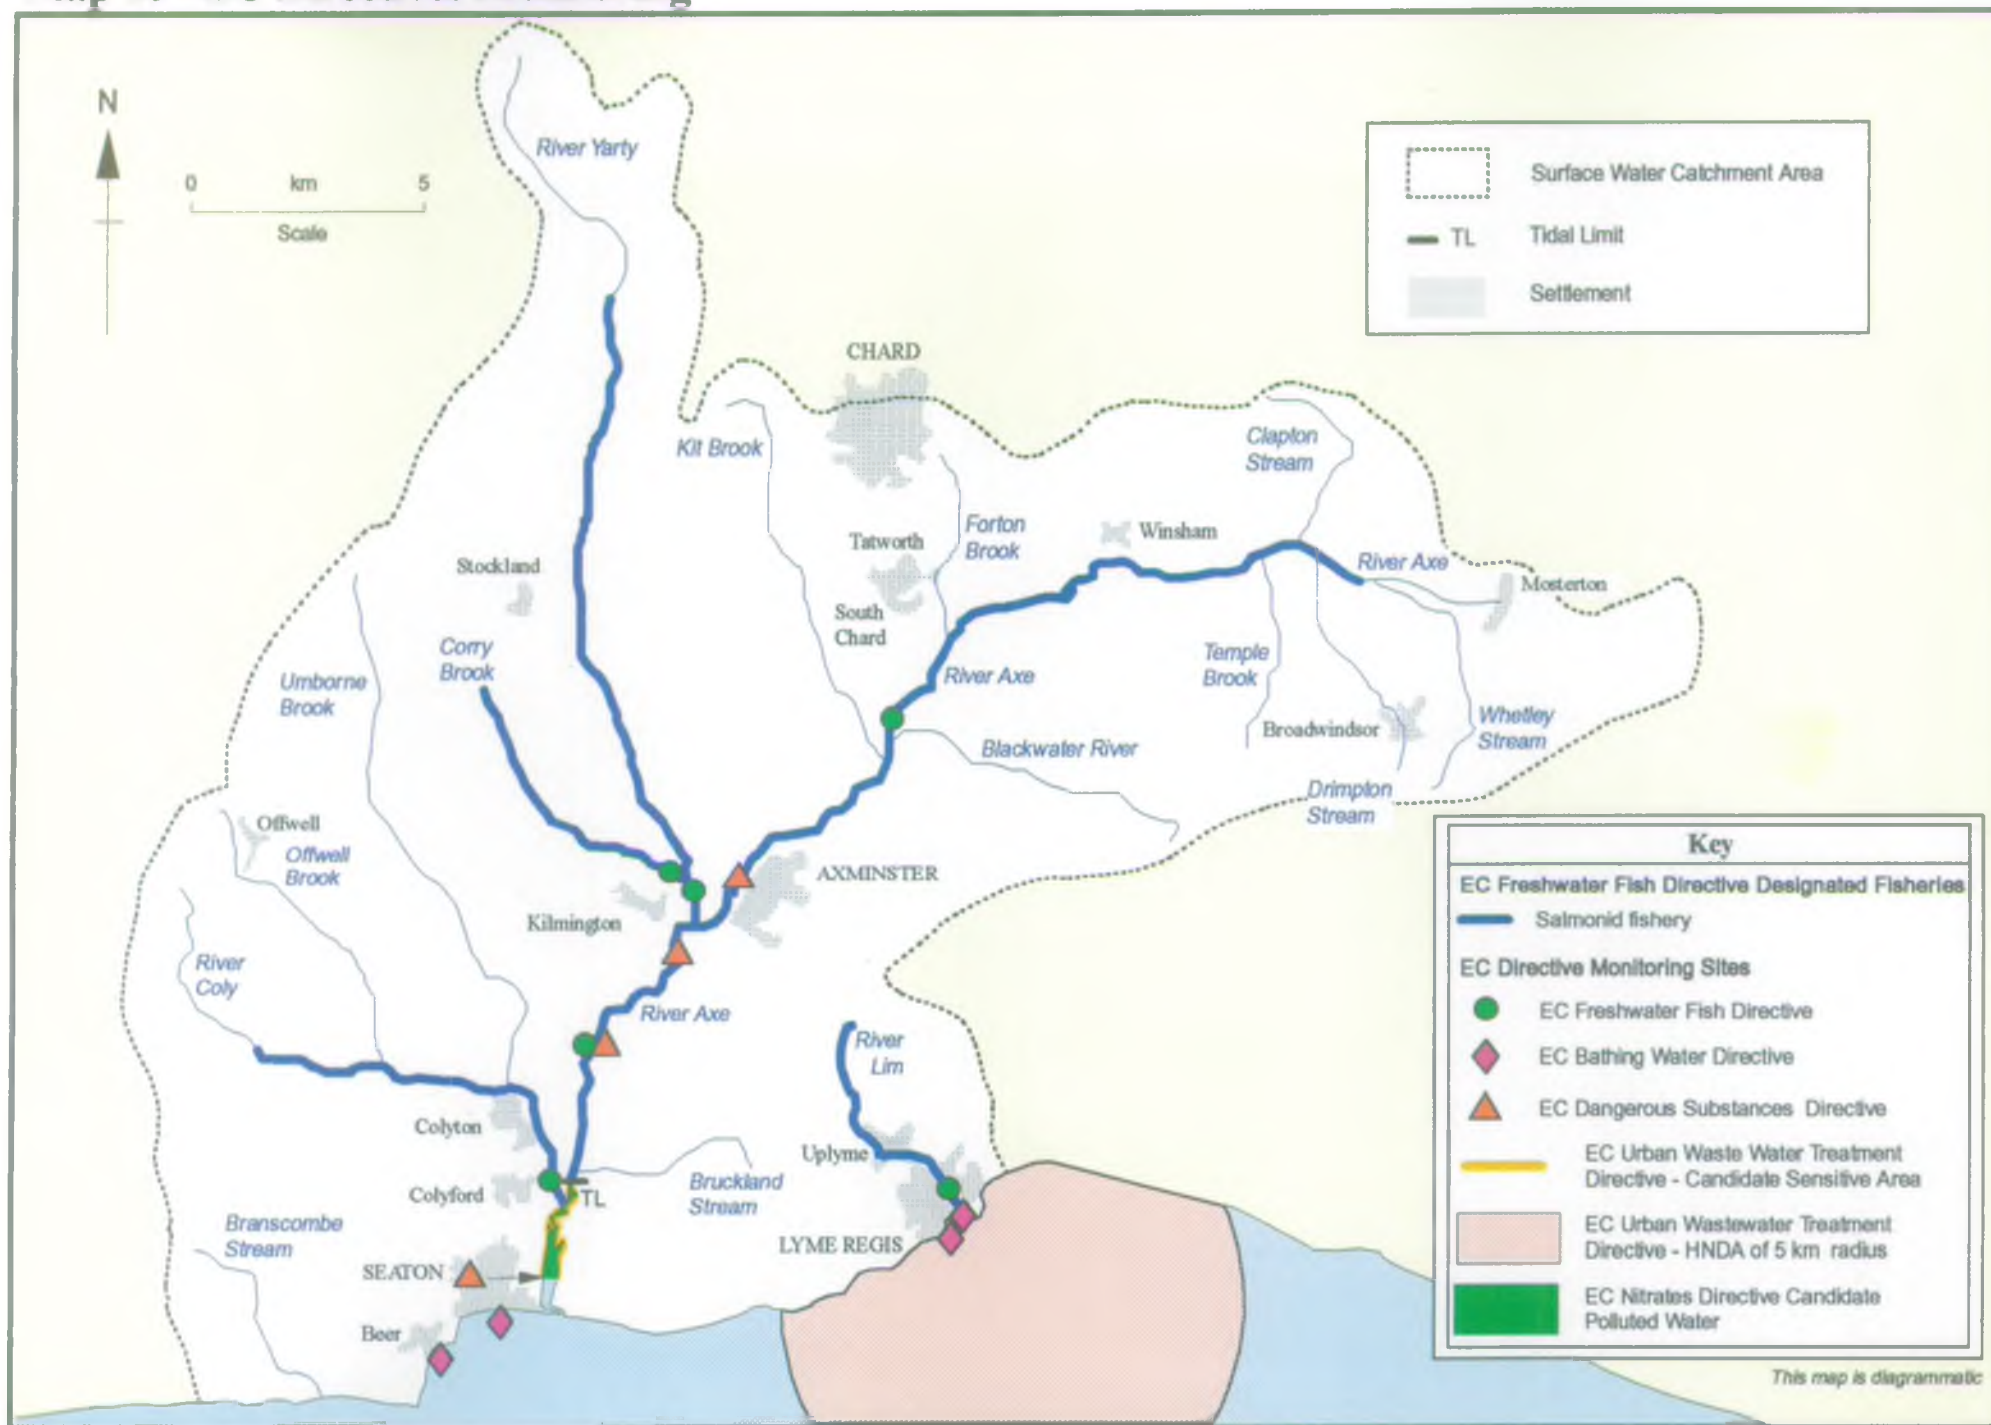 N
0 km 5
Scale
River Yarty
Surface Water Catchment Area
TL Tidal Limit
Settlement
CHARD
Kit Brook
Clapton
Stream
Forton
Brook
Tatworth
Winsham
River Axe
Mosterton
Stockland
South
Chard
Corry
Brook
Umborne
Brook
River Axe
Temple
Brook
Broadwindsor
Whetley
Stream
Blackwater River
Drimpton
Stream
Offwell
Offwell
Brook
AXMINSTER
Kilmington
River
Coly
River Axe
River
Lim
Colyton
Uplyme
Colyford
TL
Bruckland
Stream
Branscombe
Stream
LYME REGIS
SEATON
Beer
Key
EC Freshwater Fish Directive Designated Fisheries
Salmonid fishery
EC Directive Monitoring Sites
EC Freshwater Fish Directive
EC Bathing Water Directive
EC Dangerous Substances Directive
EC Urban Waste Water Treatment
Directive - Candidate Sensitive Area
EC Urban Wastewater Treatment
Directive - HNDA of 5 km radius
EC Nitrates Directive Candidate
Polluted Water
This map is diagrammatic